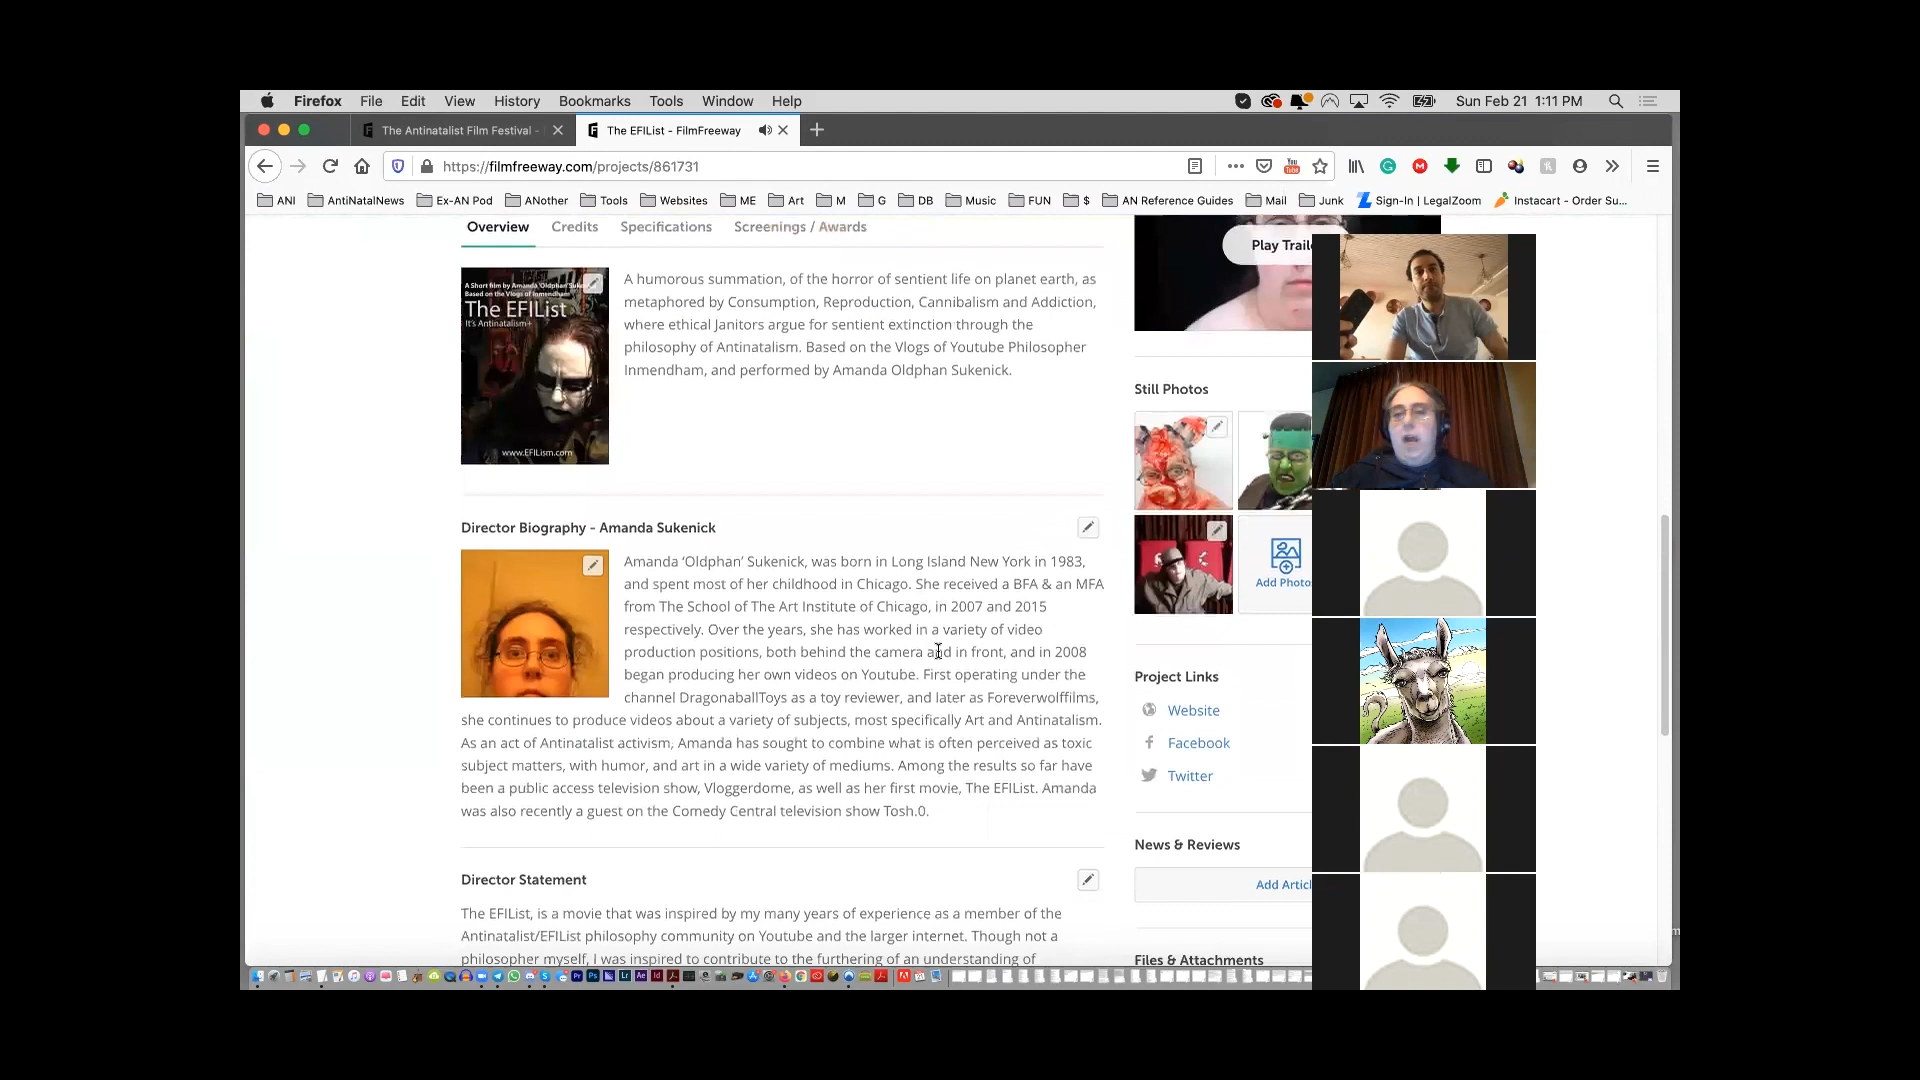 Firefox File Edit View History Bookmarks Tools Window Help
Sun Feb 21 1:11 PM
The Antinatalist Film Festival -
The EFIList - FilmFreeway
https://filmfreeway.com/projects/861731
ANI AntiNatalNews Ex-AN Pod ANother Tools Websites ME Art M G DB Music FUN $ AN Reference Guides Mail Junk Sign-In | LegalZoom Instacart - Order Su...
Overview Credits Specifications Screenings / Awards
Play
A Short film by Amanda 'Oldphan'
Based on the Vlogs of Inmendham
The EFIList
It's Antinatalism+
www.EFILism.com
A humorous summation, of the horror of sentient life on planet earth, as
metaphored by Consumption, Reproduction, Cannibalism and Addiction,
where ethical Janitors argue for sentient extinction through the
philosophy of Antinatalism. Based on the Vlogs of Youtube Philosopher
Inmendham, and performed by Amanda Oldphan Sukenick.
Director Biography - Amanda Sukenick
Amanda ‘Oldphan’ Sukenick, was born in Long Island New York in 1983,
and spent most of her childhood in Chicago. She received a BFA & an MFA
from The School of The Art Institute of Chicago, in 2007 and 2015
respectively. Over the years, she has worked in a variety of video
production positions, both behind the camera and in front, and in 2008
began producing her own videos on Youtube. First operating under the
channel DragonaballToys as a toy reviewer, and later as Foreverwolffilms,
she continues to produce videos about a variety of subjects, most specifically Art and Antinatalism.
As an act of Antinatalist activism, Amanda has sought to combine what is often perceived as toxic
subject matters, with humor, and art in a wide variety of mediums. Among the results so far have
been a public access television show, Vloggerdome, as well as her first movie, The EFIList. Amanda
was also recently a guest on the Comedy Central television show Tosh.0.
Director Statement
The EFIList, is a movie that was inspired by my many years of experience as a member of the
Antinatalist/EFIList philosophy community on Youtube and the larger internet. Though not a
philosopher myself, I was inspired to contribute to the furthering of an understanding of
Still Photos
Add Photo
Project Links
Website
Facebook
Twitter
News & Reviews
Add Artic
Files & Attachments